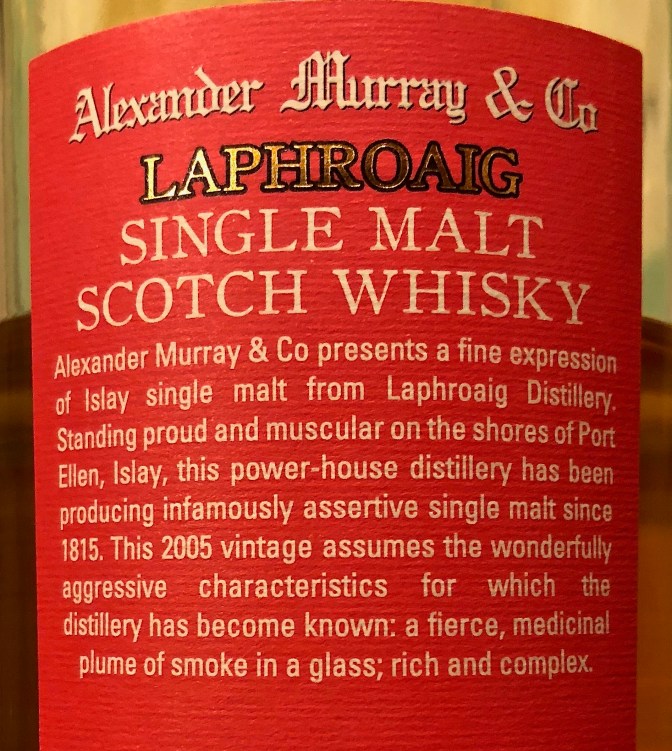 Alexander Murray & Co
LAPHROAIG
SINGLE MALT
SCOTCH WHISKY
Alexander Murray & Co presents a fine expression
of Islay single malt from Laphroaig Distillery.
Standing proud and muscular on the shores of Port
Ellen, Islay, this power-house distillery has been
producing infamously assertive single malt since
1815. This 2005 vintage assumes the wonderfully
aggressive characteristics for which the
distillery has become known: a fierce, medicinal
plume of smoke in a glass; rich and complex.